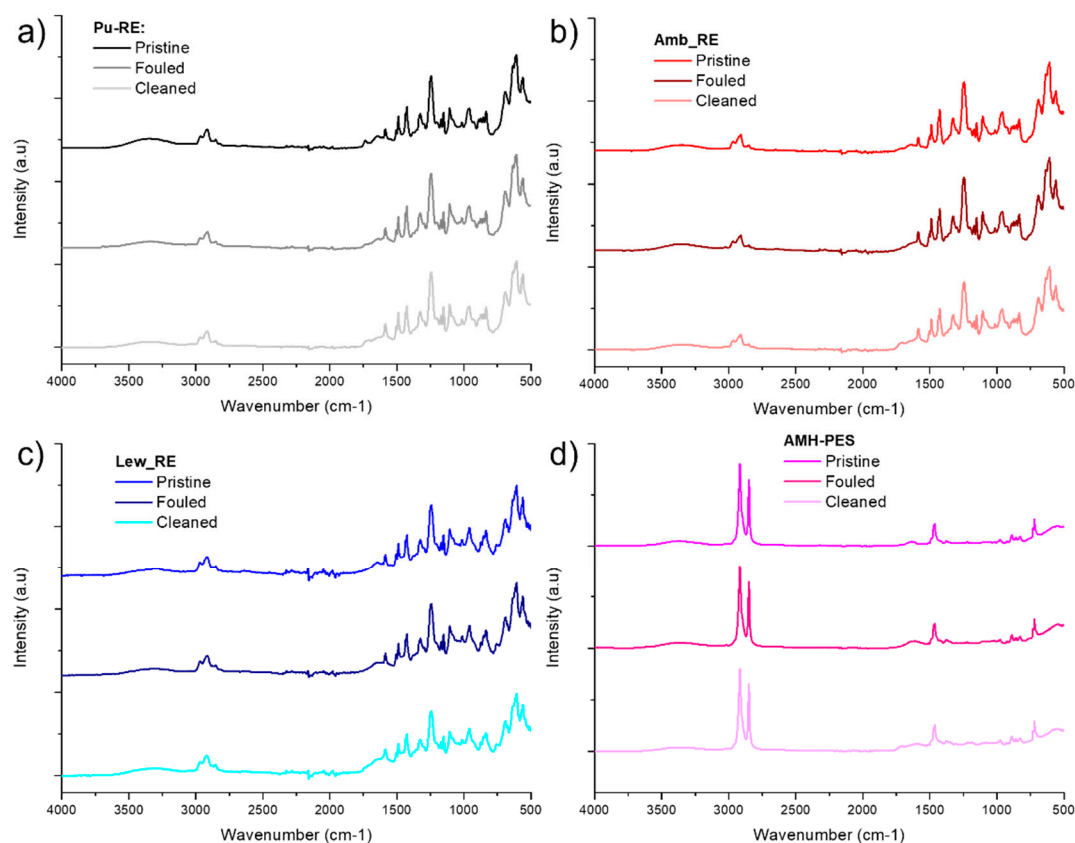 a)
Pu-RE:
Pristine
Fouled
Cleaned
Intensity (a.u)
4000 3500 3000 2500 2000 1500 1000 500
Wavenumber (cm-1)
b)
Amb_RE
Pristine
Fouled
Cleaned
Intensity (a.u)
4000 3500 3000 2500 2000 1500 1000 500
Wavenumber (cm-1)
c)
Lew_RE
Pristine
Fouled
Cleaned
Intensity (a.u)
4000 3500 3000 2500 2000 1500 1000 500
Wavenumber (cm-1)
d)
AMH-PES
Pristine
Fouled
Cleaned
Intensity (a.u)
4000 3500 3000 2500 2000 1500 1000 500
Wavenumber (cm-1)